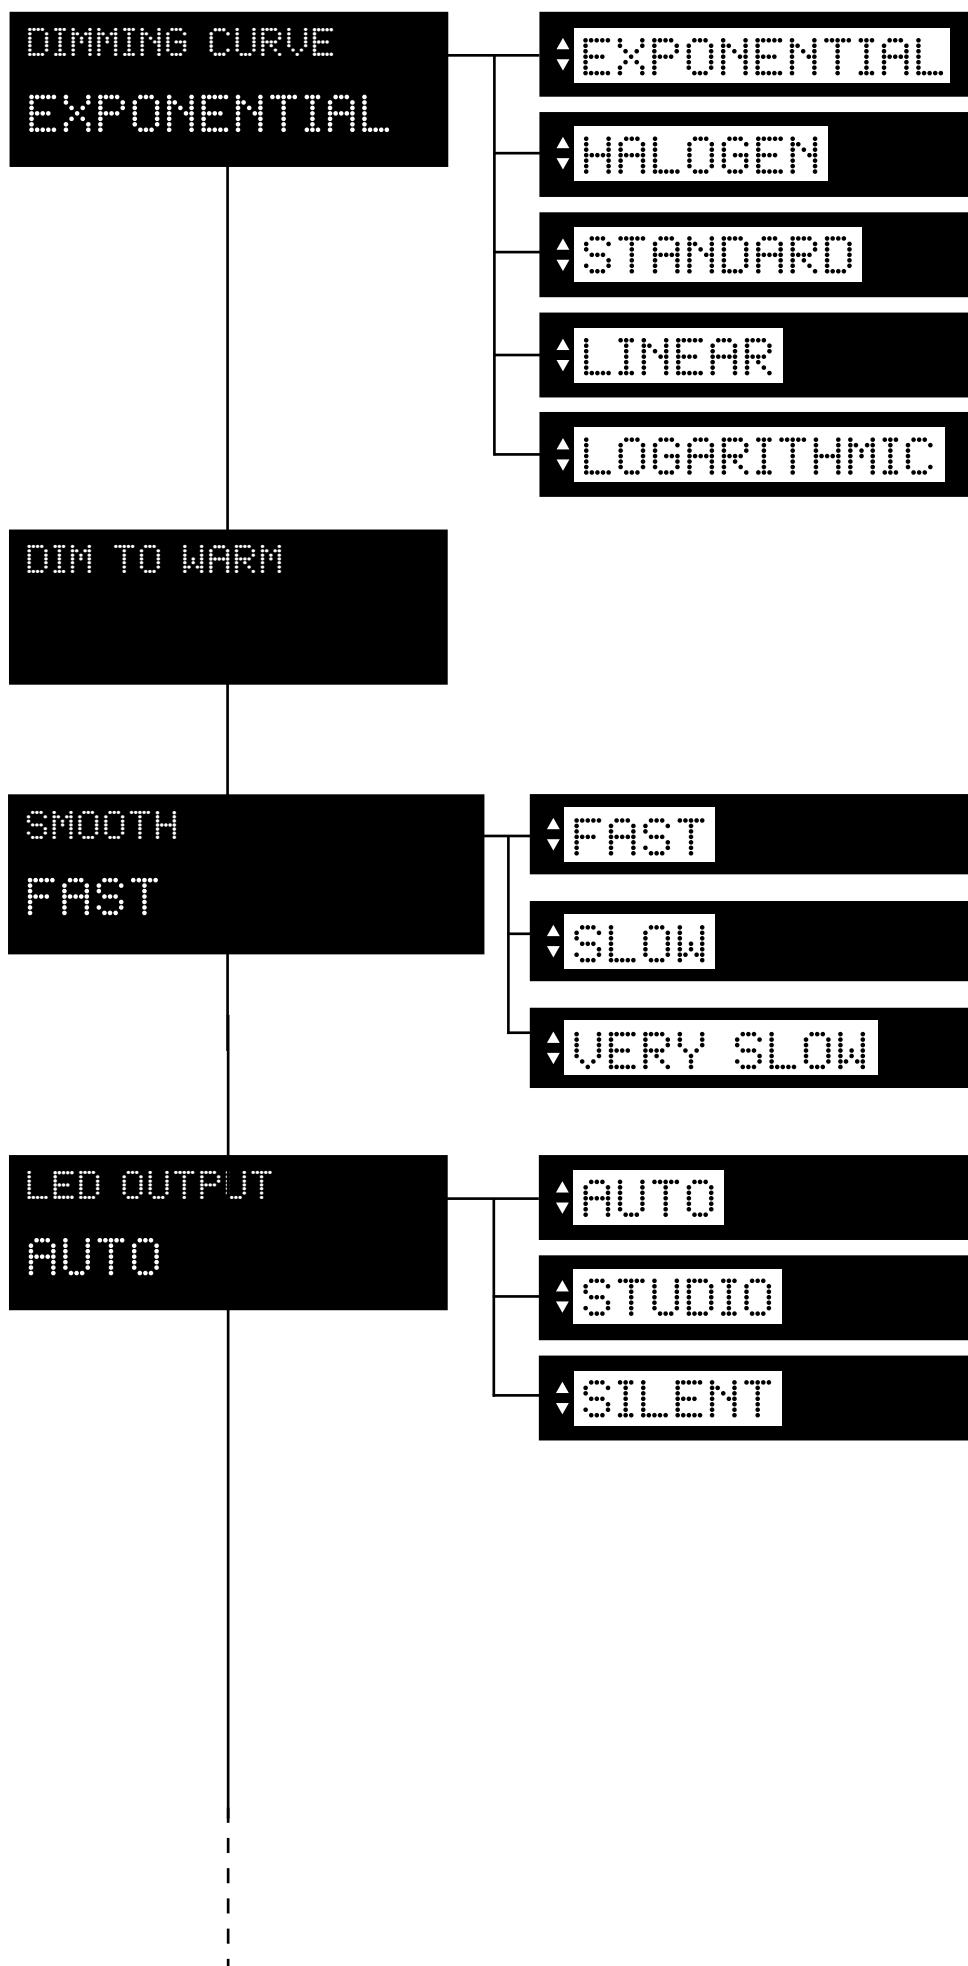 DIMMING CURVE
EXPONENTIAL
EXPONENTIAL
HALOGEN
STANDARD
LINEAR
LOGARITHMIC
DIM TO WARM
SMOOTH
FAST
FAST
SLOW
VERY SLOW
LED OUTPUT
AUTO
AUTO
STUDIO
SILENT